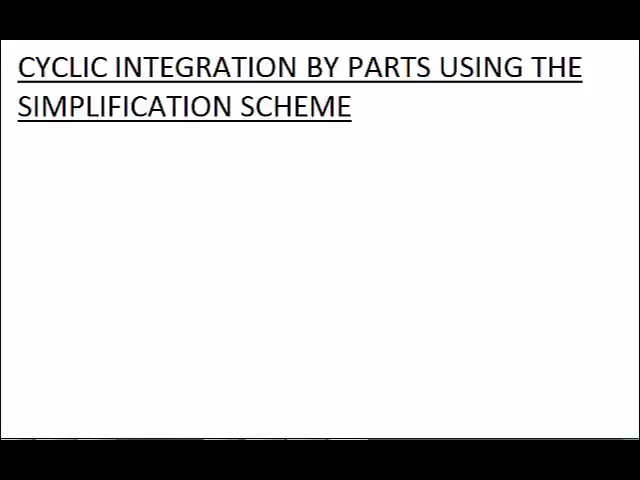 CYCLIC INTEGRATION BY PARTS USING THE
SIMPLIFICATION SCHEME